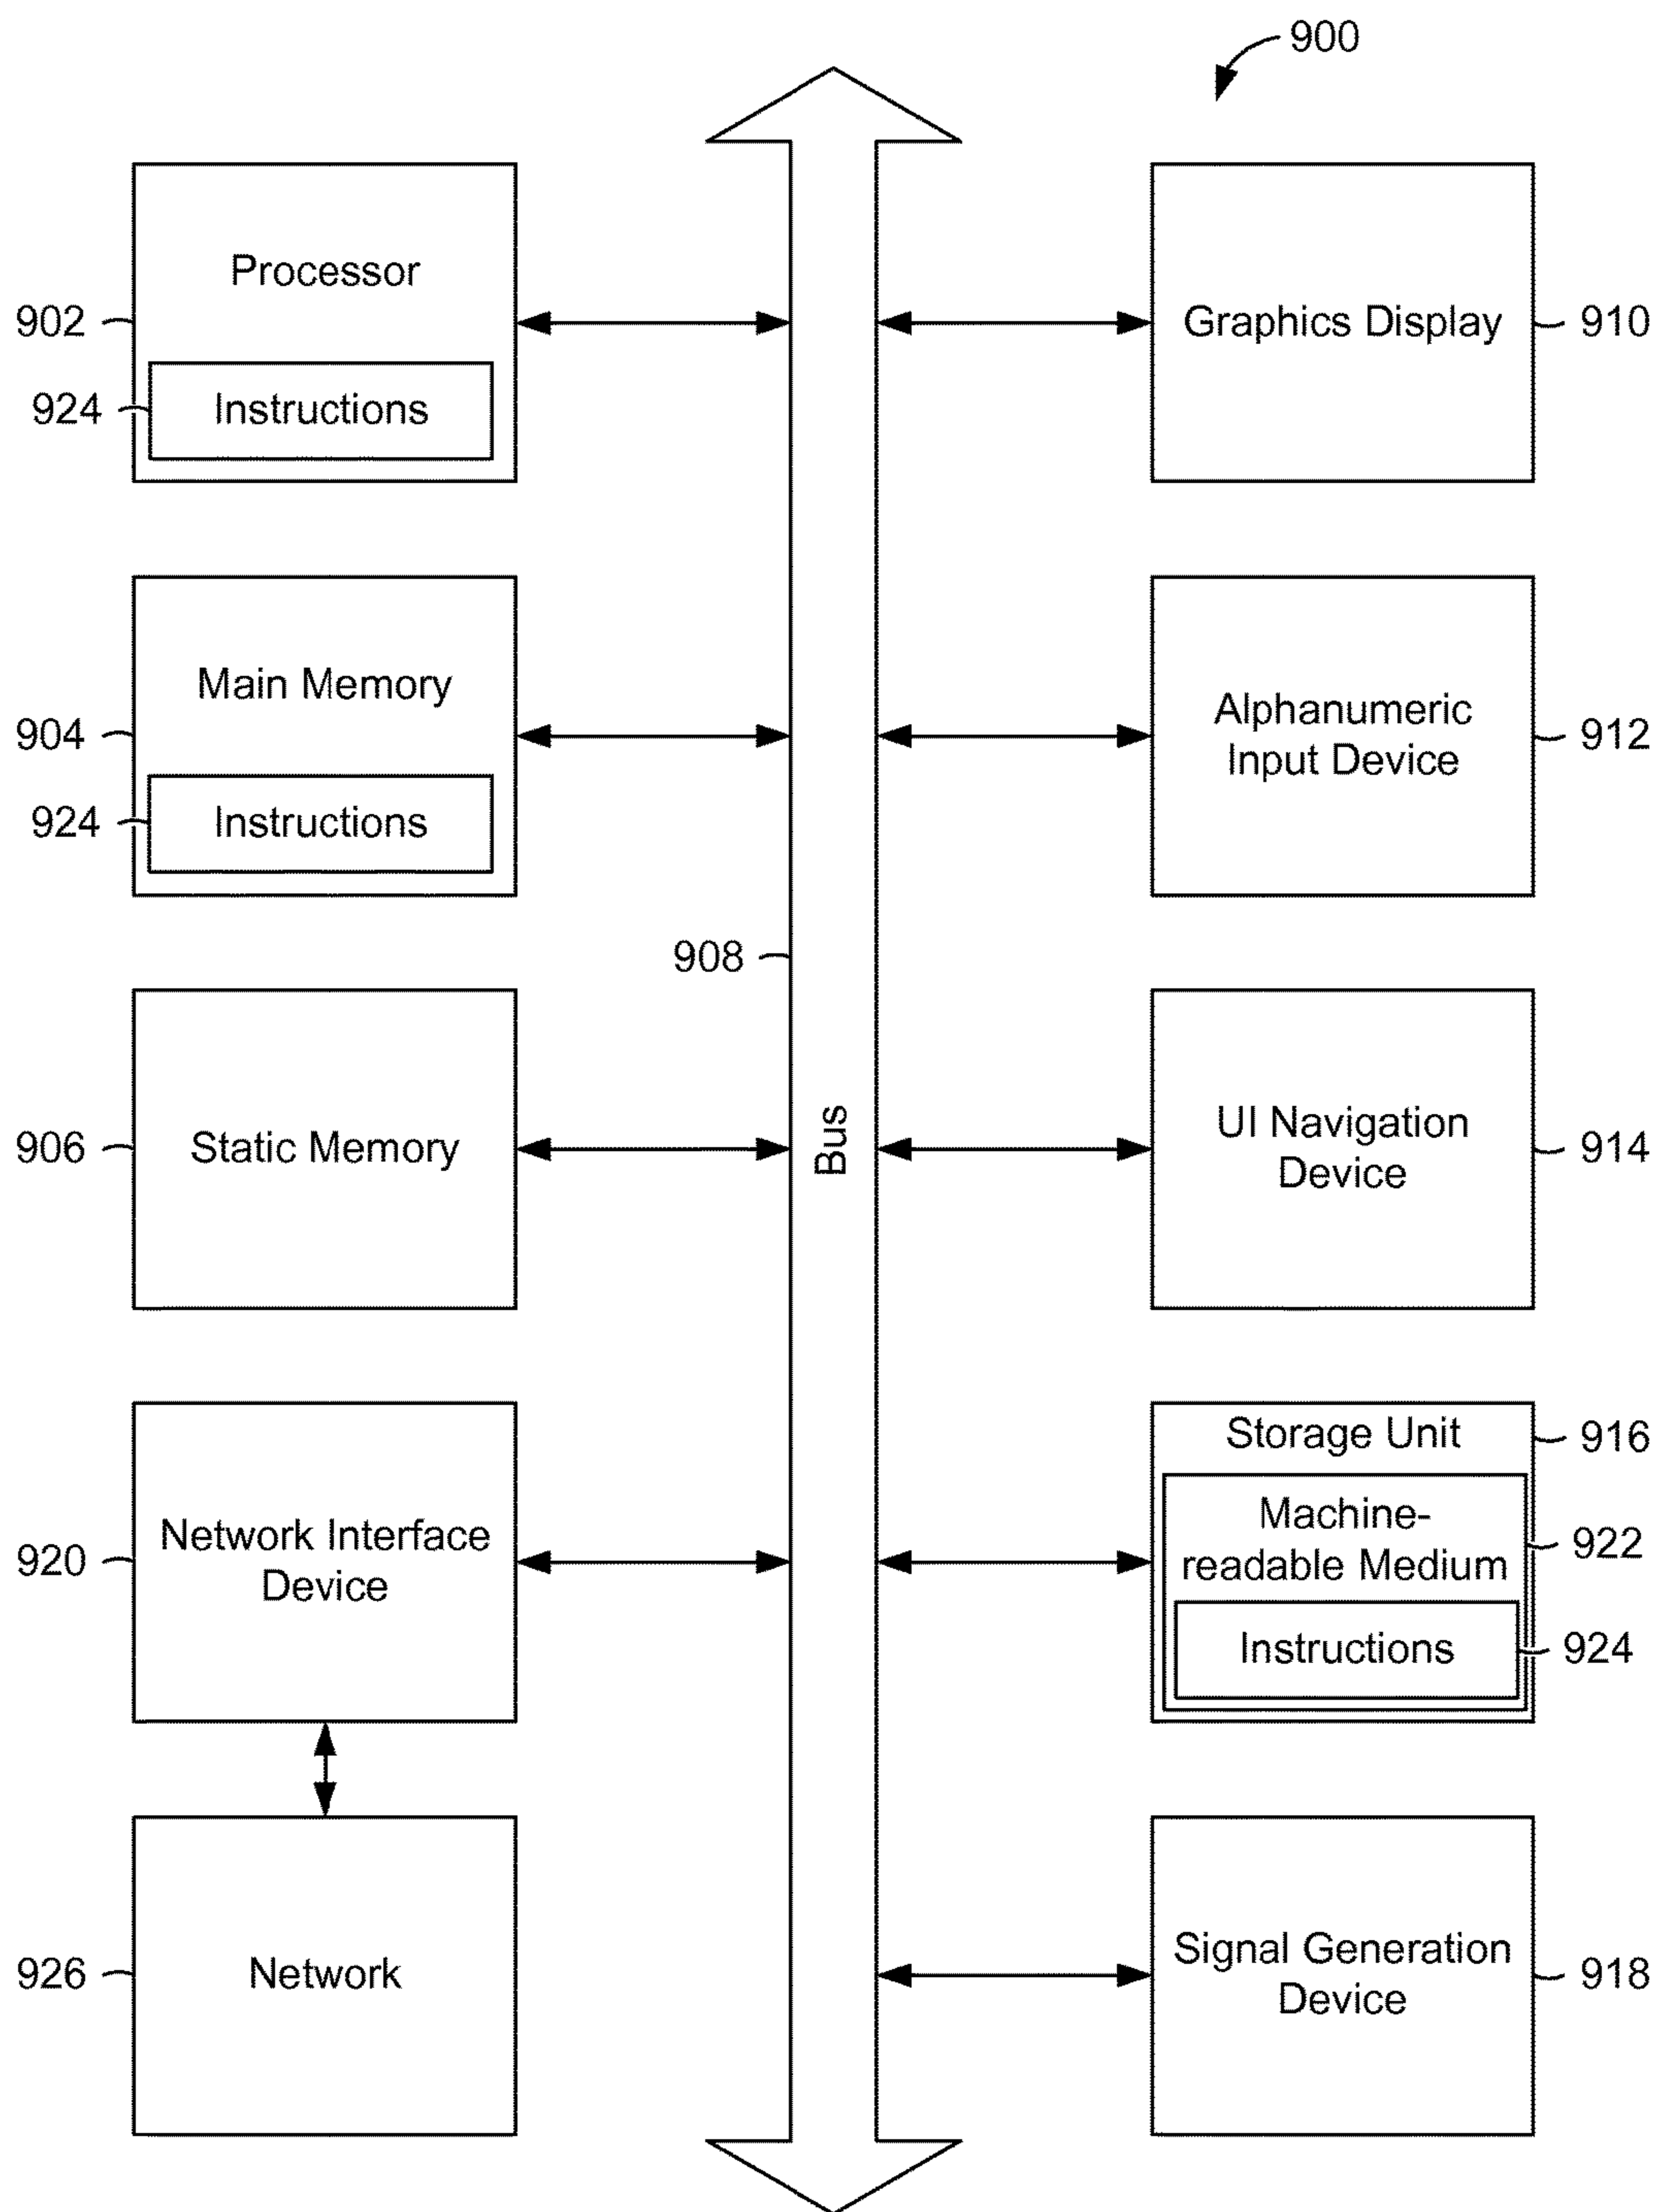 900
Processor
902
924
Instructions
Graphics Display
910
Main Memory
904
924
Instructions
Alphanumeric
Input Device
912
908
Bus
906
Static Memory
UI Navigation
Device
914
920
Network Interface
Device
Storage Unit
916
Machine-
readable Medium
922
Instructions
924
926
Network
Signal Generation
Device
918